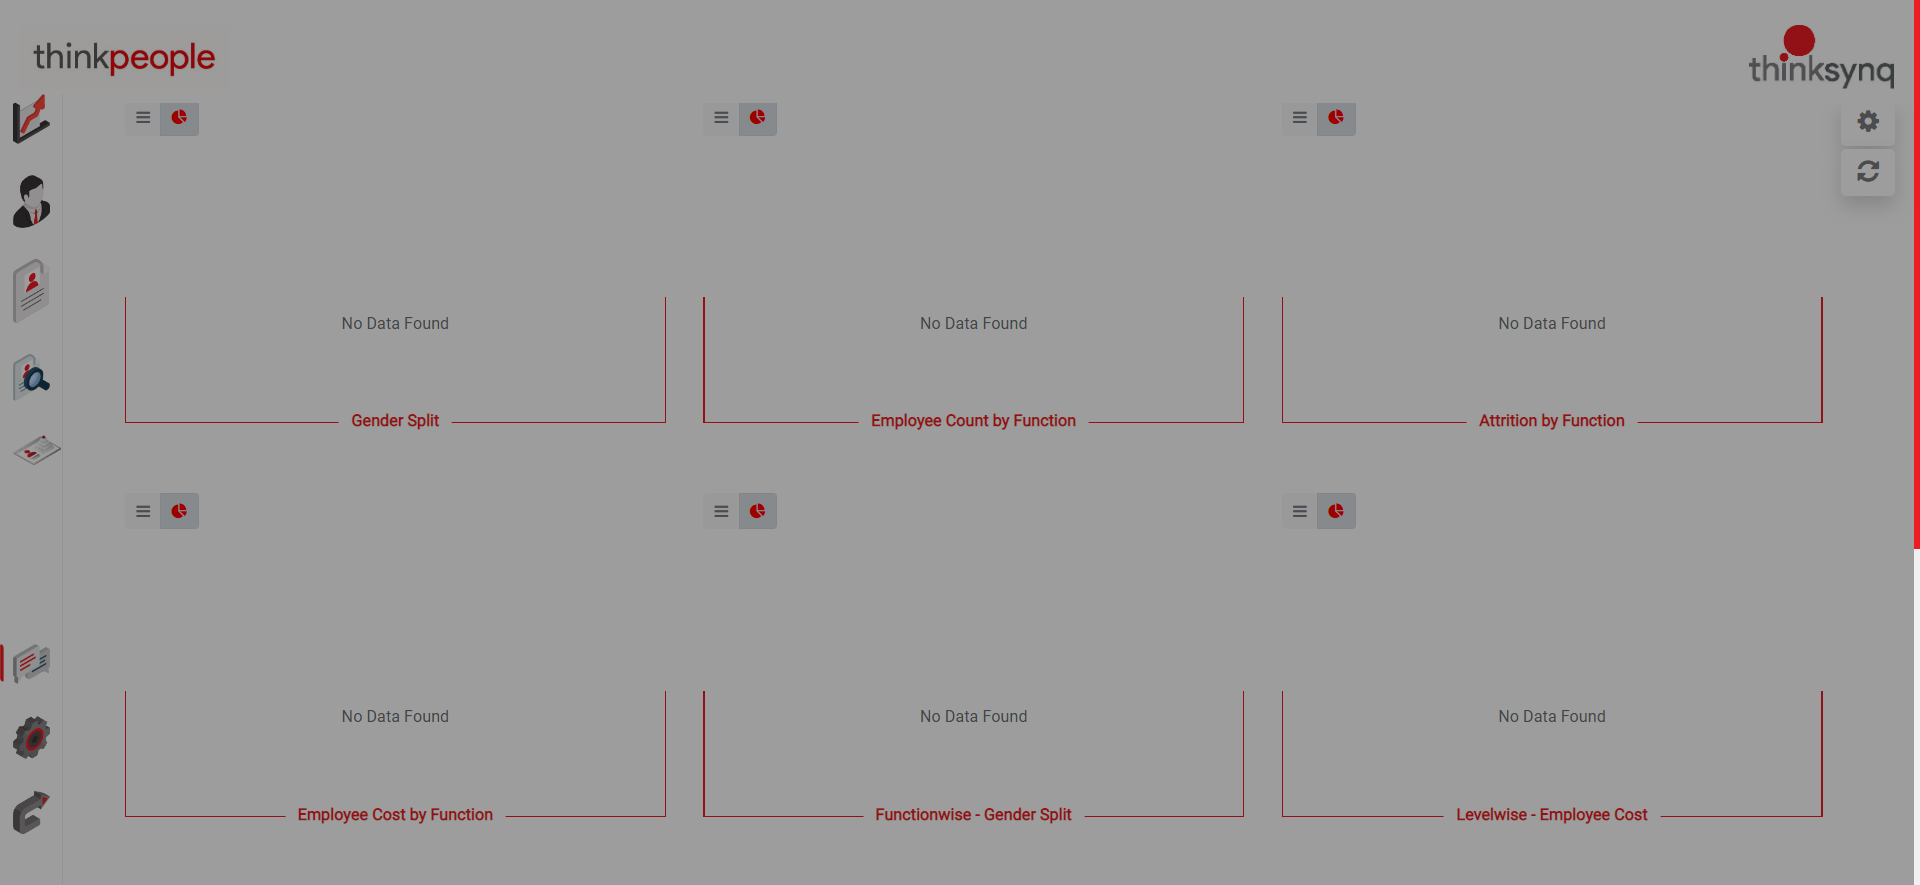 thinkpeople
thinksynq
No Data Found
No Data Found
No Data Found
Gender Split
Employee Count by Function
Attrition by Function
No Data Found
No Data Found
No Data Found
Employee Cost by Function
Functionwise - Gender Split
Levelwise - Employee Cost